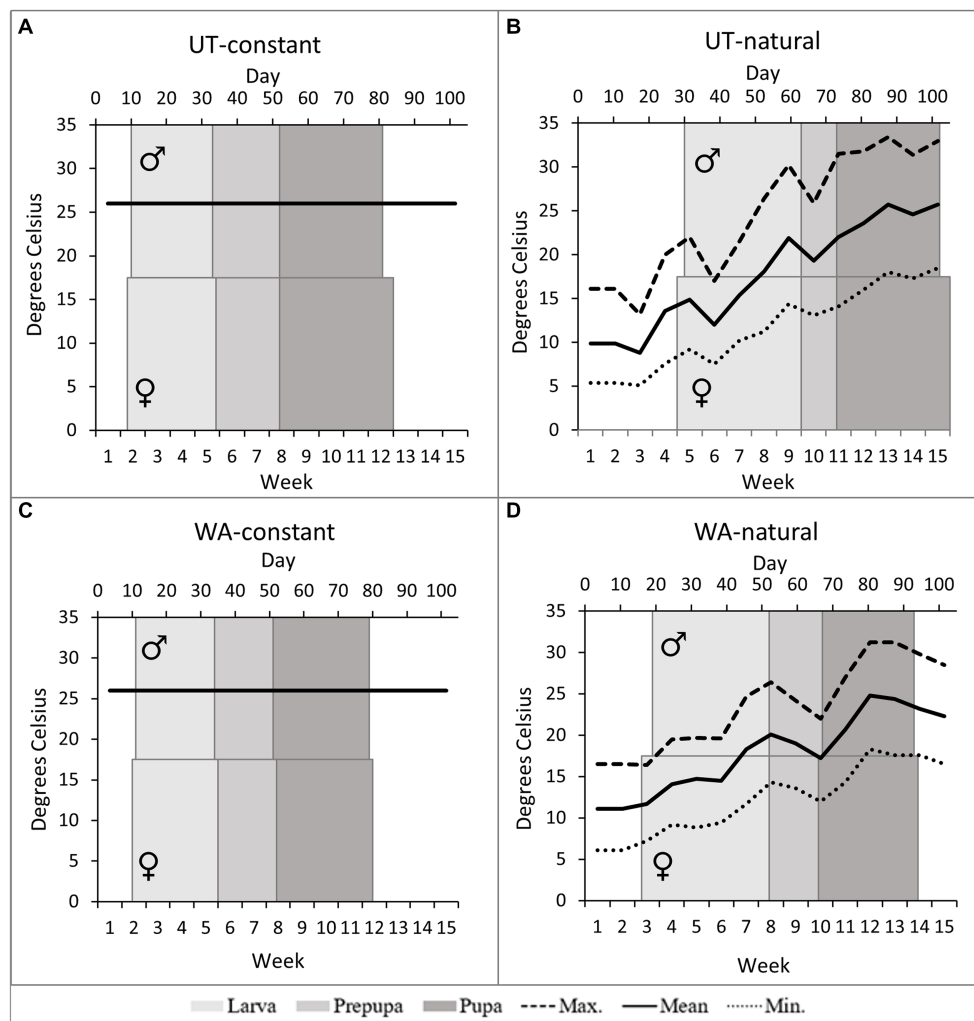 A
UT-constant
Day
0 10 20 30 40 50 60 70 80 90 100
35
30
25
20
15
10
5
0
Degrees Celsius
1 2 3 4 5 6 7 8 9 10 11 12 13 14 15
Week
B
UT-natural
Day
0 10 20 30 40 50 60 70 80 90 100
35
30
25
20
15
10
5
0
Degrees Celsius
1 2 3 4 5 6 7 8 9 10 11 12 13 14 15
Week
C
WA-constant
Day
0 10 20 30 40 50 60 70 80 90 100
35
30
25
20
15
10
5
0
Degrees Celsius
1 2 3 4 5 6 7 8 9 10 11 12 13 14 15
Week
D
WA-natural
Day
0 10 20 30 40 50 60 70 80 90 100
35
30
25
20
15
10
5
0
Degrees Celsius
1 2 3 4 5 6 7 8 9 10 11 12 13 14 15
Week
Larva Prepupa Pupa Max. Mean Min.